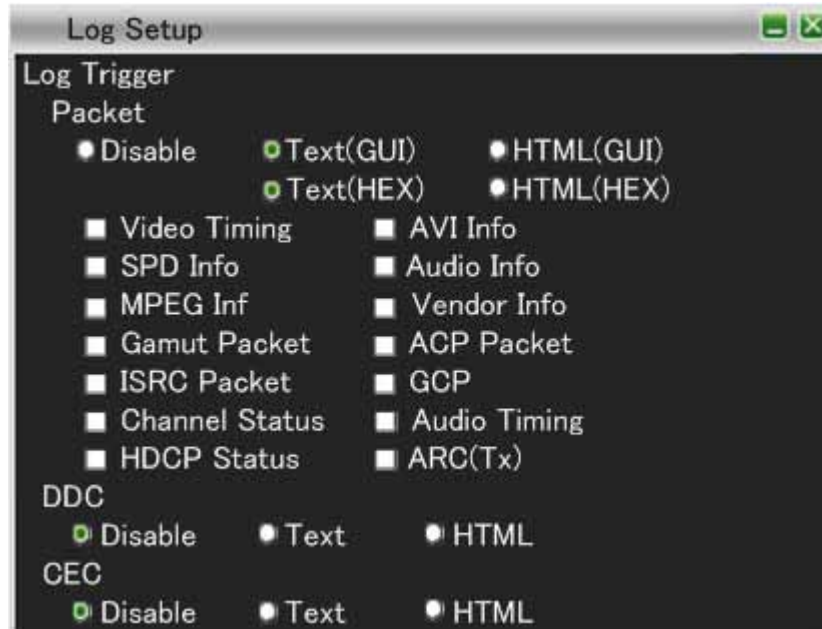 Log Setup
Log Trigger
Packet
Disable Text(GUI) HTML(GUI)
Text(HEX) HTML(HEX)
Video Timing AVI Info
SPD Info Audio Info
MPEG Inf Vendor Info
Gamut Packet ACP Packet
ISRC Packet GCP
Channel Status Audio Timing
HDCP Status ARC(Tx)
DDC
Disable Text HTML
CEC
Disable Text HTML